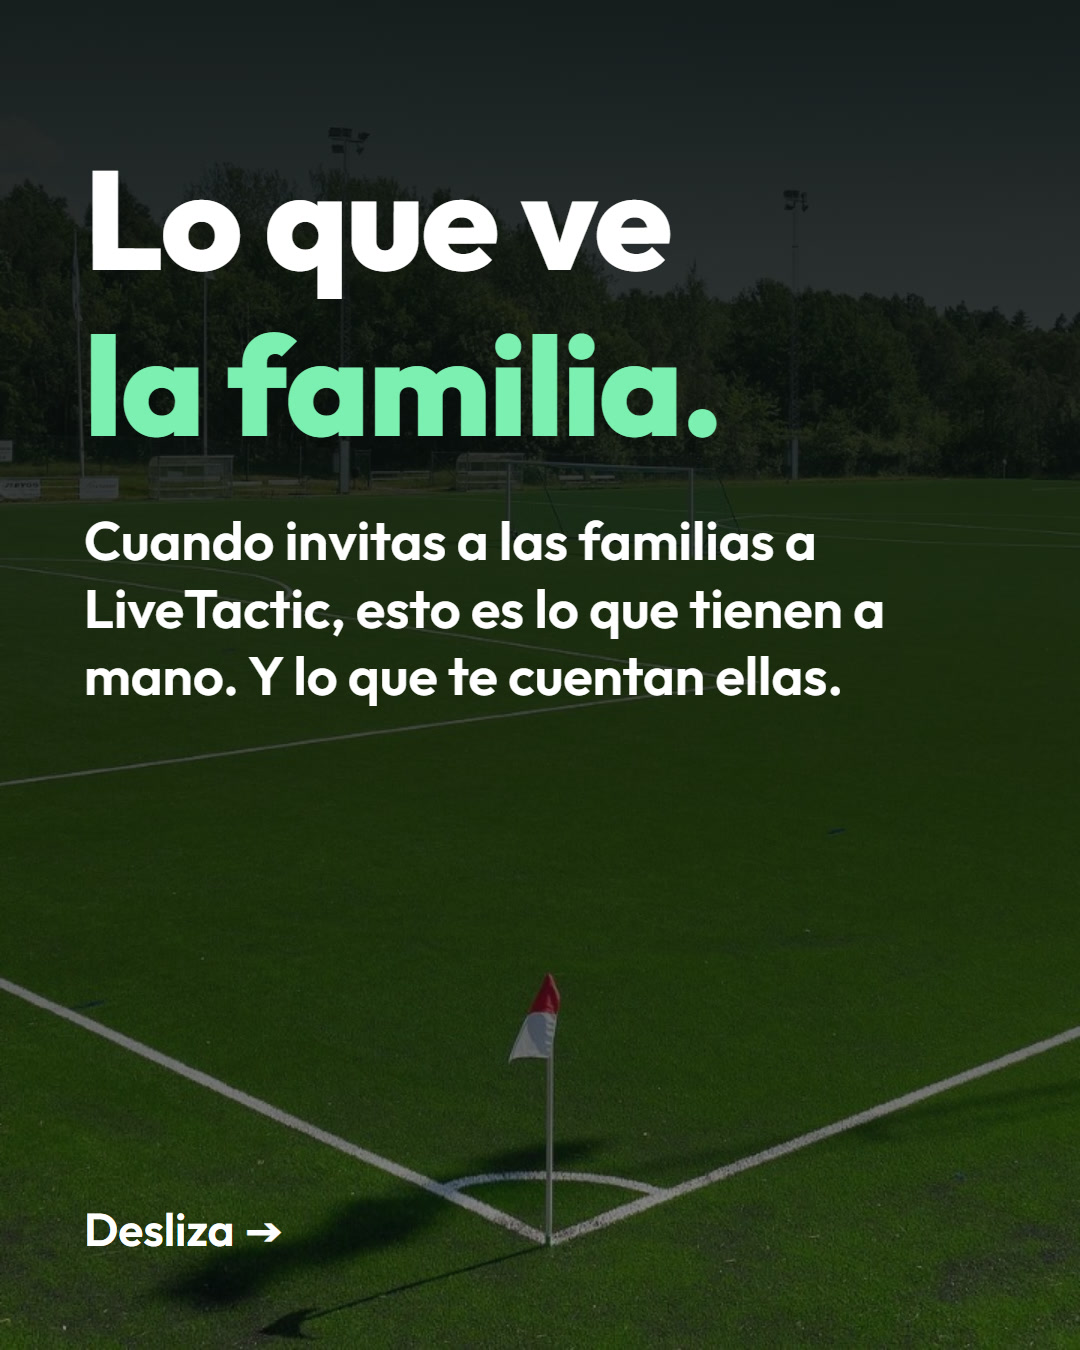 Lo que ve
la familia.
Cuando invitas a las familias a
LiveTactic, esto es lo que tienen a
mano. Y lo que te cuentan ellas.
Desliza →